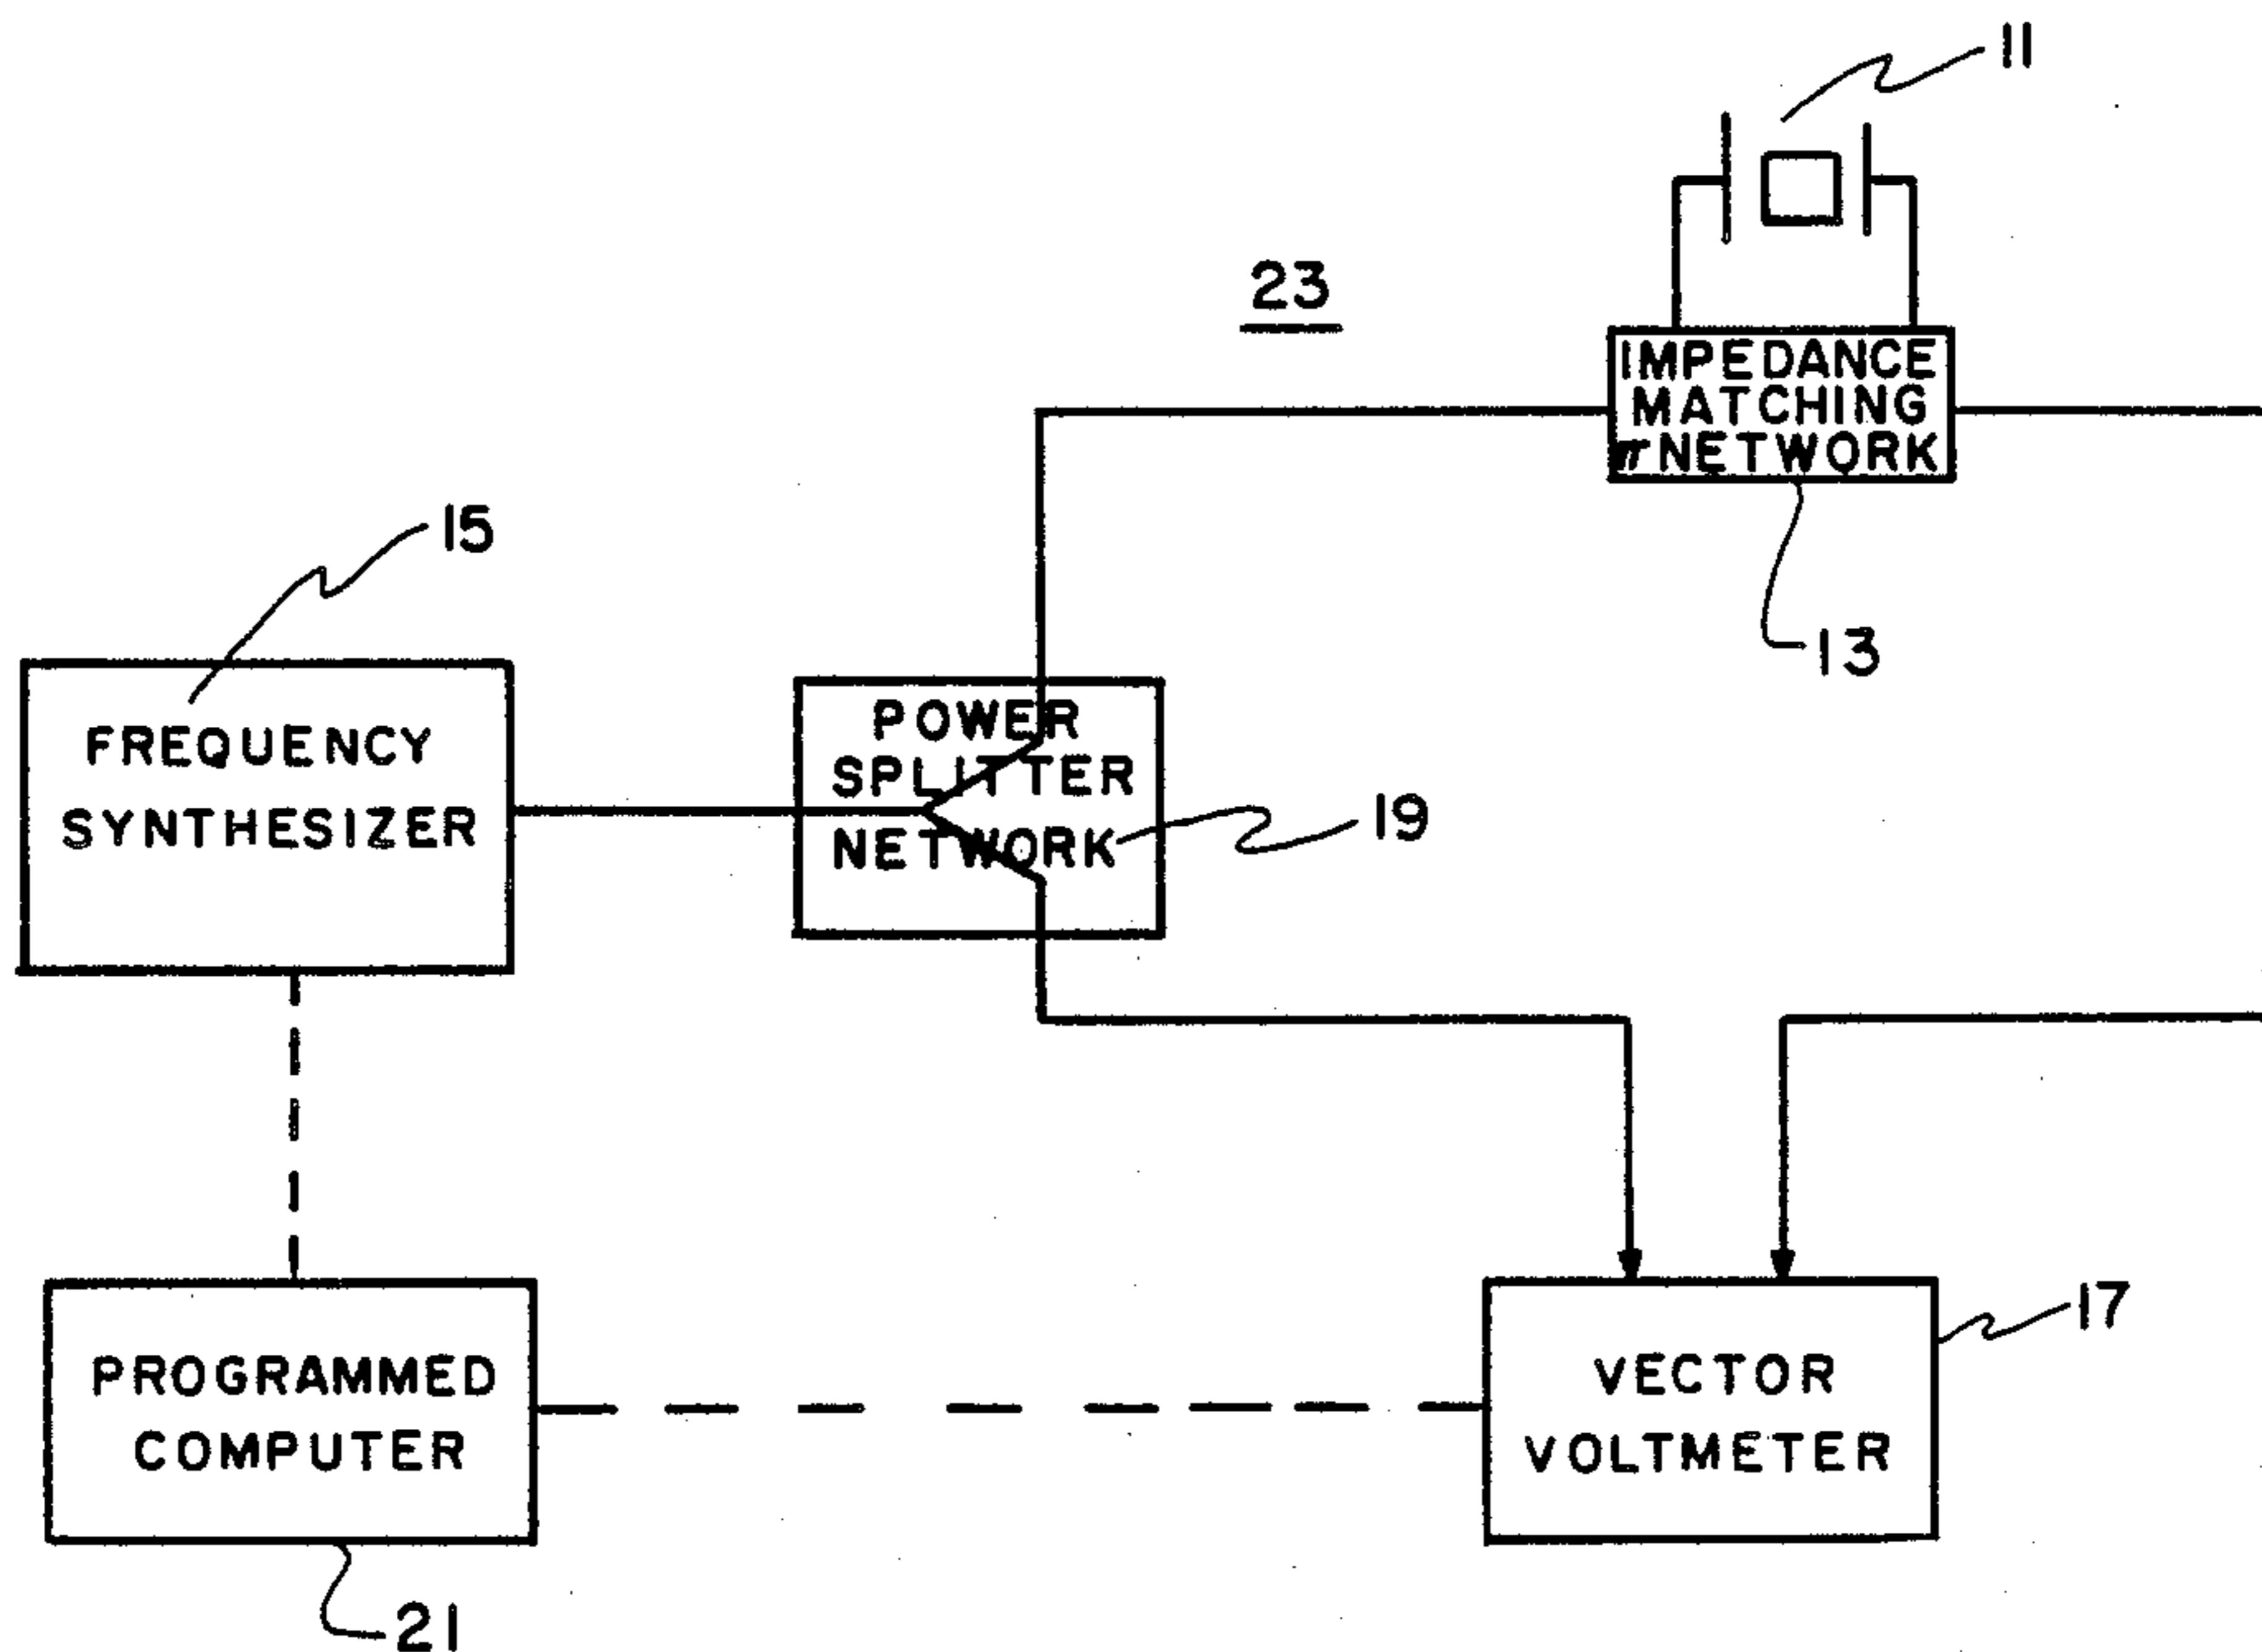 11
23
IMPEDANCE
MATCHING
π NETWORK
13
15
FREQUENCY
SYNTHESIZER
POWER
SPLITTER
NETWORK
19
PROGRAMMED
COMPUTER
21
VECTOR
VOLTMETER
17